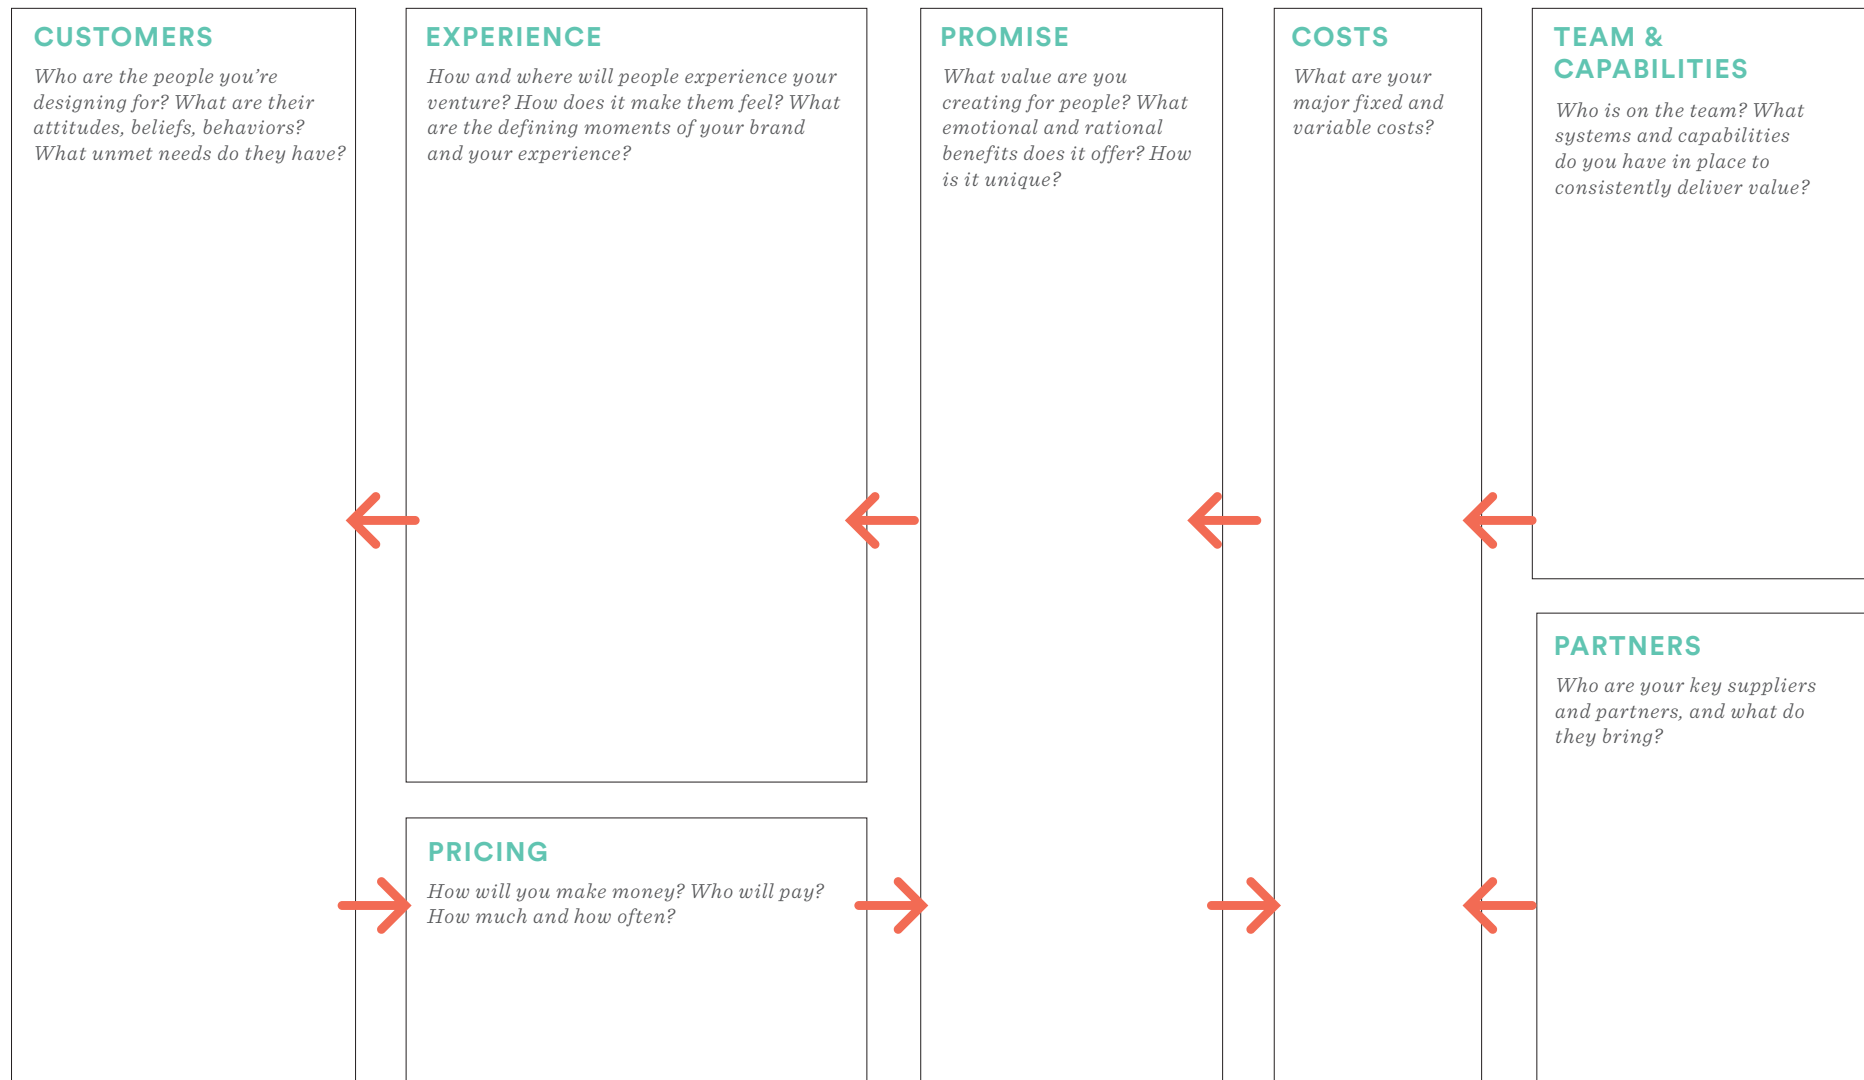 CUSTOMERS
Who are the people you’re
designing for? What are their
attitudes, beliefs, behaviors?
What unmet needs do they have?
EXPERIENCE
How and where will people experience your
venture? How does it make them feel? What
are the defining moments of your brand
and your experience?
PRICING
How will you make money? Who will pay?
How much and how often?
PROMISE
What value are you
creating for people? What
emotional and rational
benefits does it offer? How
is it unique?
COSTS
What are your
major fixed and
variable costs?
TEAM &
CAPABILITIES
Who is on the team? What
systems and capabilities
do you have in place to
consistently deliver value?
PARTNERS
Who are your key suppliers
and partners, and what do
they bring?